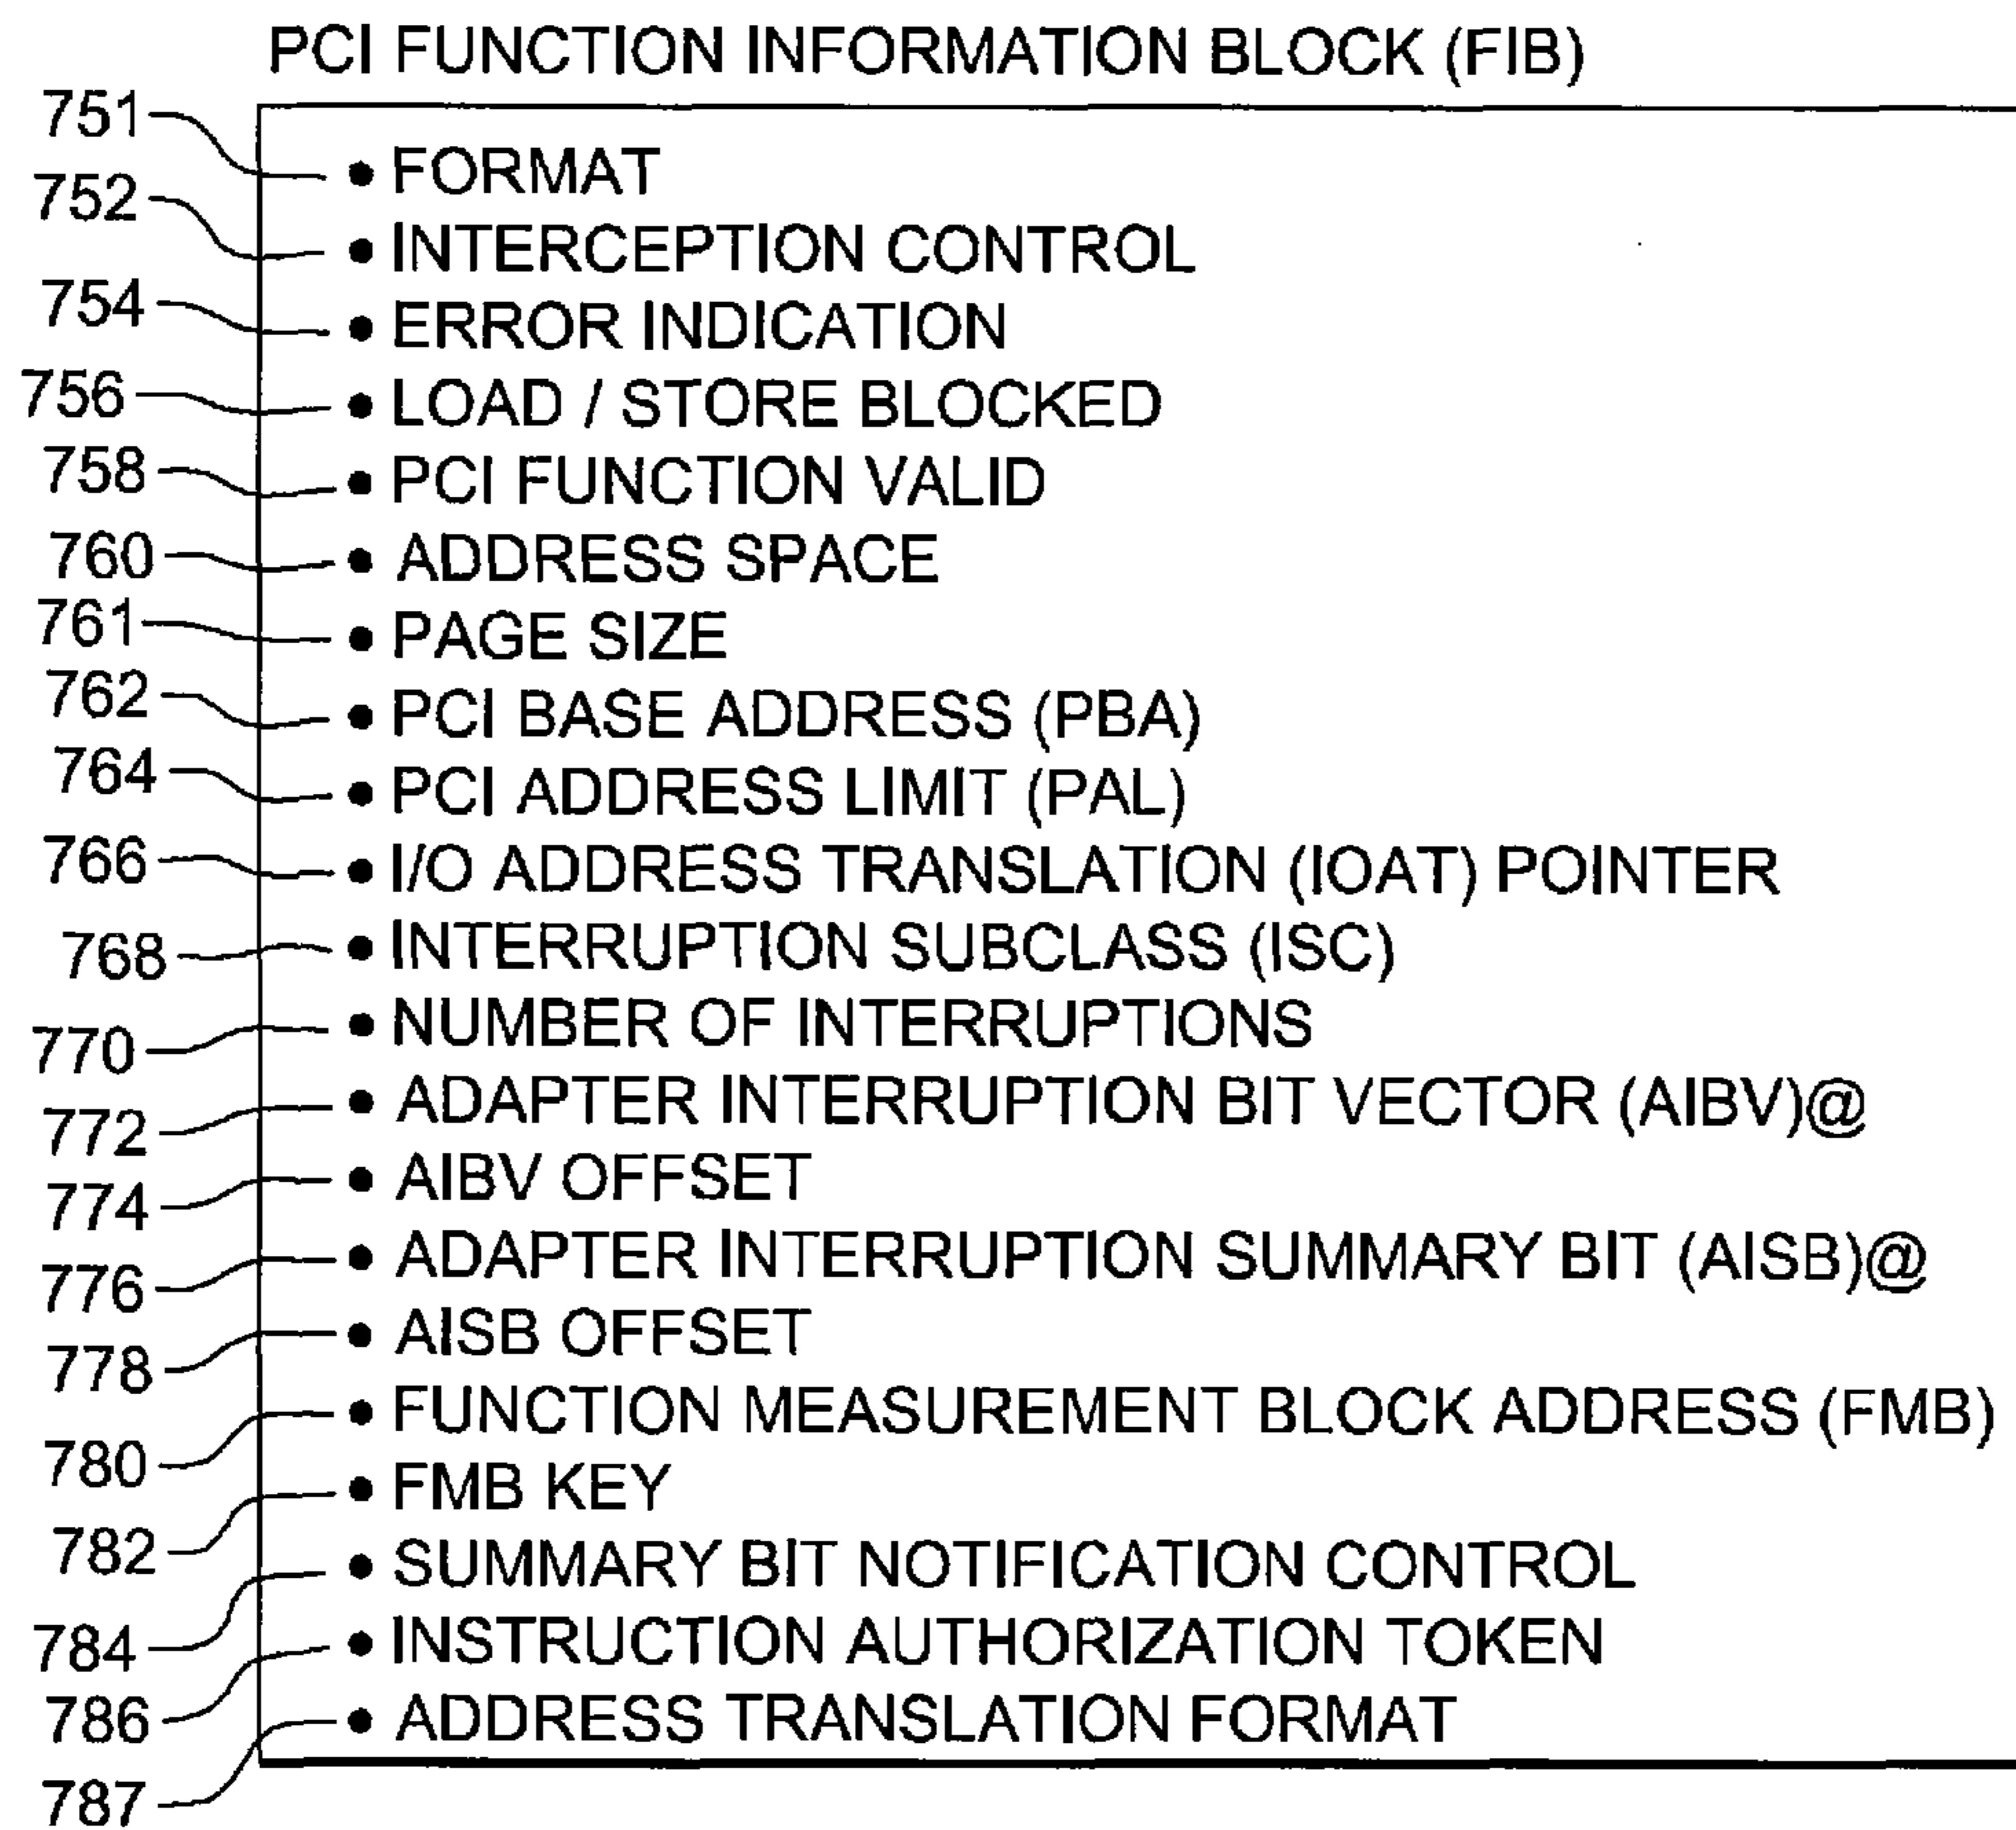 PCI FUNCTION INFORMATION BLOCK (FIB)
751 • FORMAT
752 • INTERCEPTION CONTROL
754 • ERROR INDICATION
756 • LOAD / STORE BLOCKED
758 • PCI FUNCTION VALID
760 • ADDRESS SPACE
761 • PAGE SIZE
762 • PCI BASE ADDRESS (PBA)
764 • PCI ADDRESS LIMIT (PAL)
766 • I/O ADDRESS TRANSLATION (IOAT) POINTER
768 • INTERRUPTION SUBCLASS (ISC)
770 • NUMBER OF INTERRUPTIONS
772 • ADAPTER INTERRUPTION BIT VECTOR (AIBV)@
774 • AIBV OFFSET
776 • ADAPTER INTERRUPTION SUMMARY BIT (AISB)@
778 • AISB OFFSET
780 • FUNCTION MEASUREMENT BLOCK ADDRESS (FMB)
782 • FMB KEY
784 • SUMMARY BIT NOTIFICATION CONTROL
786 • INSTRUCTION AUTHORIZATION TOKEN
787 • ADDRESS TRANSLATION FORMAT